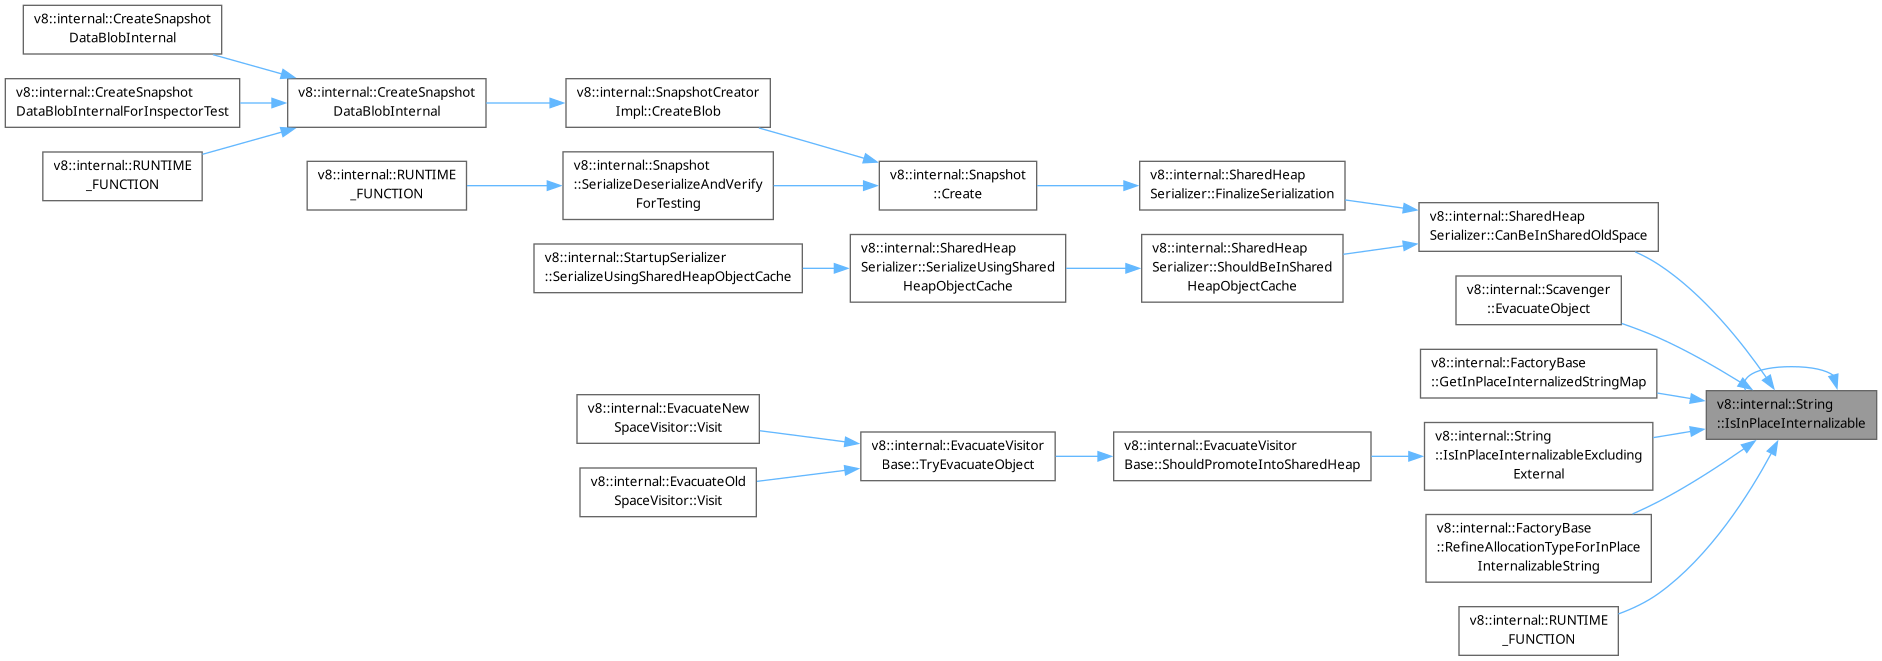 v8::internal::CreateSnapshot
DataBlobInternal
v8::internal::CreateSnapshot
DataBlobInternalForInspectorTest
v8::internal::RUNTIME
_FUNCTION
v8::internal::CreateSnapshot
DataBlobInternal
v8::internal::RUNTIME
_FUNCTION
v8::internal::SnapshotCreator
Impl::CreateBlob
v8::internal::Snapshot
::SerializeDeserializeAndVerify
ForTesting
v8::internal::StartupSerializer
::SerializeUsingSharedHeapObjectCache
v8::internal::EvacuateNew
SpaceVisitor::Visit
v8::internal::EvacuateOld
SpaceVisitor::Visit
v8::internal::Snapshot
::Create
v8::internal::SharedHeap
Serializer::SerializeUsingShared
HeapObjectCache
v8::internal::EvacuateVisitor
Base::TryEvacuateObject
v8::internal::SharedHeap
Serializer::FinalizeSerialization
v8::internal::SharedHeap
Serializer::ShouldBeInShared
HeapObjectCache
v8::internal::EvacuateVisitor
Base::ShouldPromoteIntoSharedHeap
v8::internal::SharedHeap
Serializer::CanBeInSharedOldSpace
v8::internal::Scavenger
::EvacuateObject
v8::internal::FactoryBase
::GetInPlaceInternalizedStringMap
v8::internal::String
::IsInPlaceInternalizableExcluding
External
v8::internal::FactoryBase
::RefineAllocationTypeForInPlace
InternalizableString
v8::internal::RUNTIME
_FUNCTION
v8::internal::String
::IsInPlaceInternalizable